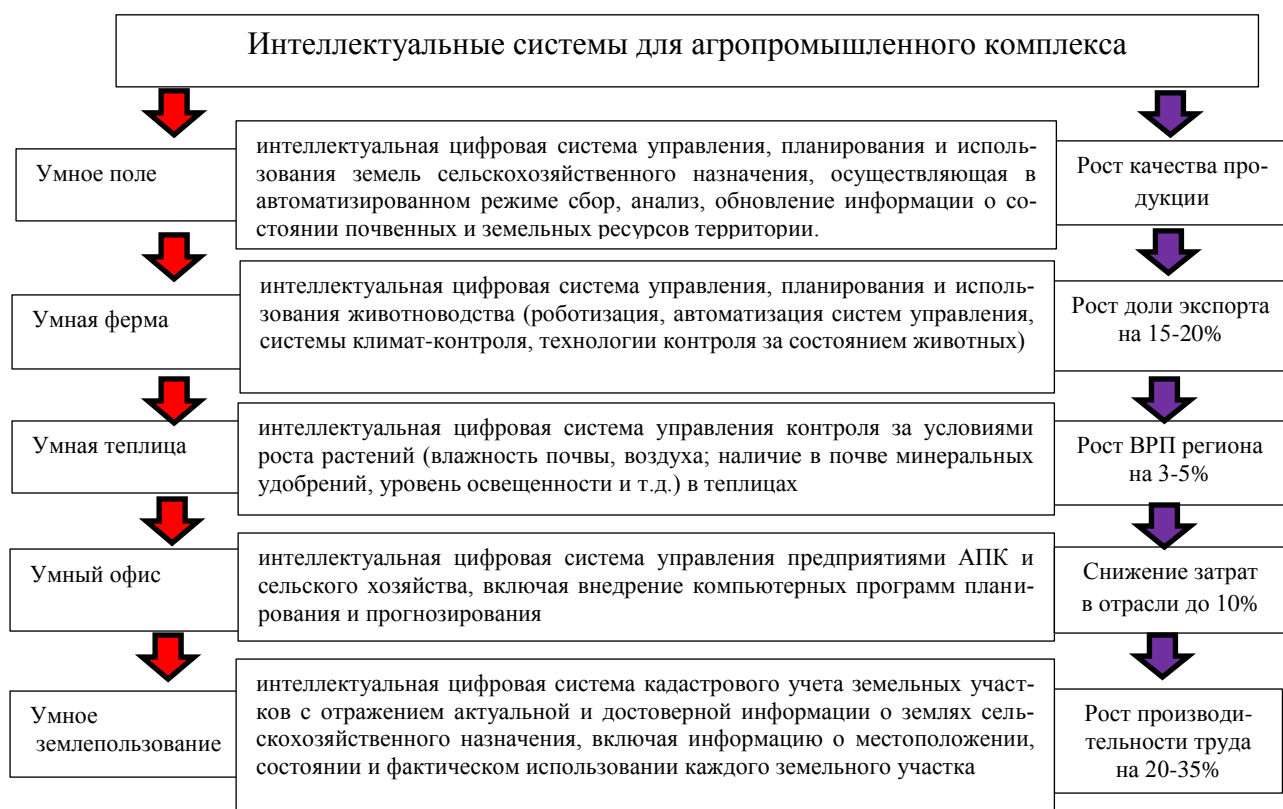 Интеллектуальные системы для агропромышленного комплекса
Умное поле
интеллектуальная цифровая система управления, планирования и исполь-
зования земель сельскохозяйственного назначения, осуществляющая в
автоматизированном режиме сбор, анализ, обновление информации о со-
стоянии почвенных и земельных ресурсов территории.
Рост качества про-
дукции
Умная ферма
интеллектуальная цифровая система управления, планирования и исполь-
зования животноводства (роботизация, автоматизация систем управления,
системы климат-контроля, технологии контроля за состоянием животных)
Рост доли экспорта
на 15-20%
Умная теплица
интеллектуальная цифровая система управления контроля за условиями
роста растений (влажность почвы, воздуха; наличие в почве минеральных
удобрений, уровень освещенности и т.д.) в теплицах
Рост ВРП региона
на 3-5%
Умный офис
интеллектуальная цифровая система управления предприятиями АПК и
сельского хозяйства, включая внедрение компьютерных программ плани-
рования и прогнозирования
Снижение затрат
в отрасли до 10%
Умное
землепользование
интеллектуальная цифровая система кадастрового учета земельных участ-
ков с отражением актуальной и достоверной информации о землях сель-
скохозяйственного назначения, включая информацию о местоположении,
состоянии и фактическом использовании каждого земельного участка
Рост производи-
тельности труда
на 20-35%